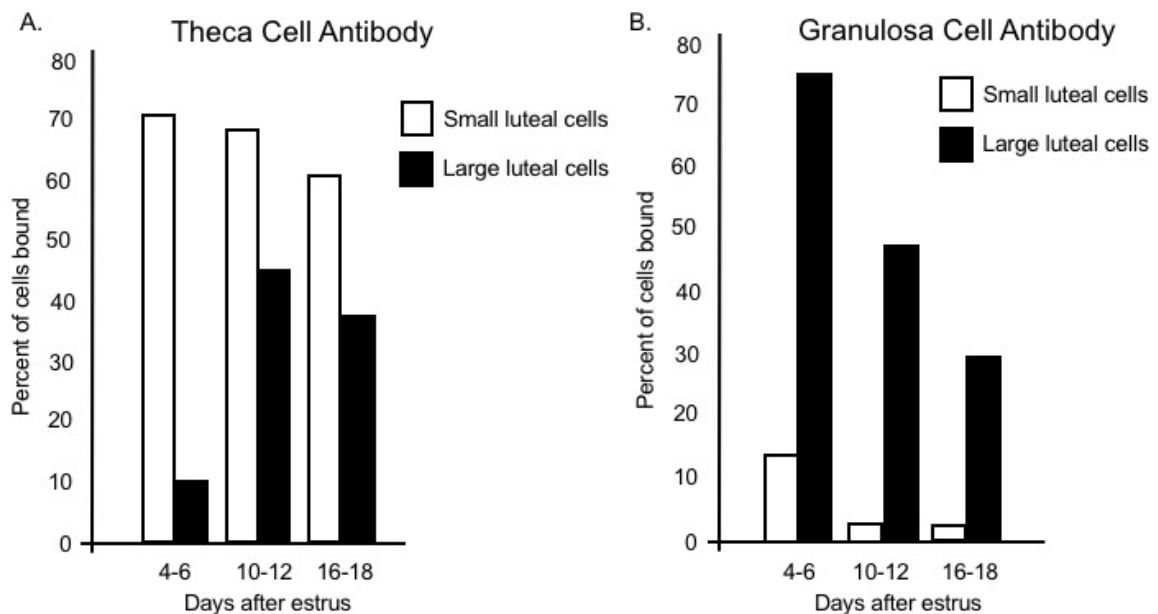 A.
Theca Cell Antibody
80
70
60
50
40
30
20
10
0
Percent of cells bound
Small luteal cells
Large luteal cells
4-6 10-12 16-18
Days after estrus
B.
Granulosa Cell Antibody
80
70
60
50
40
30
20
10
0
Percent of cells bound
Small luteal cells
Large luteal cells
4-6 10-12 16-18
Days after estrus